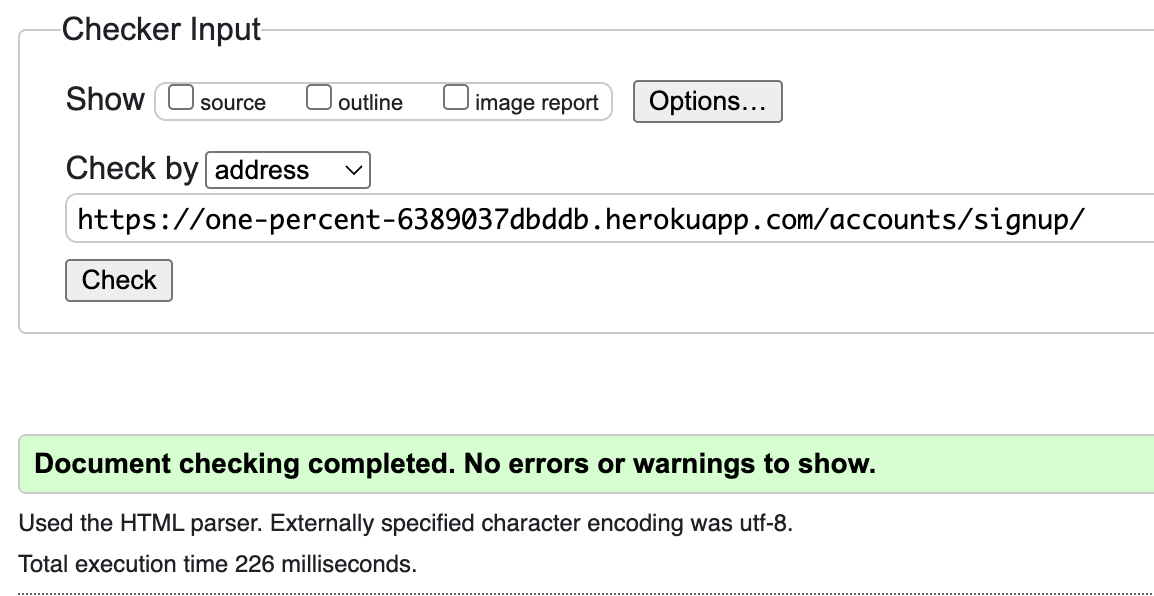 Checker Input
Show source outline image report Options…
Check by address
https://one-percent-6389037dbddb.herokuapp.com/accounts/signup/
Check
Document checking completed. No errors or warnings to show.
Used the HTML parser. Externally specified character encoding was utf-8.
Total execution time 226 milliseconds.